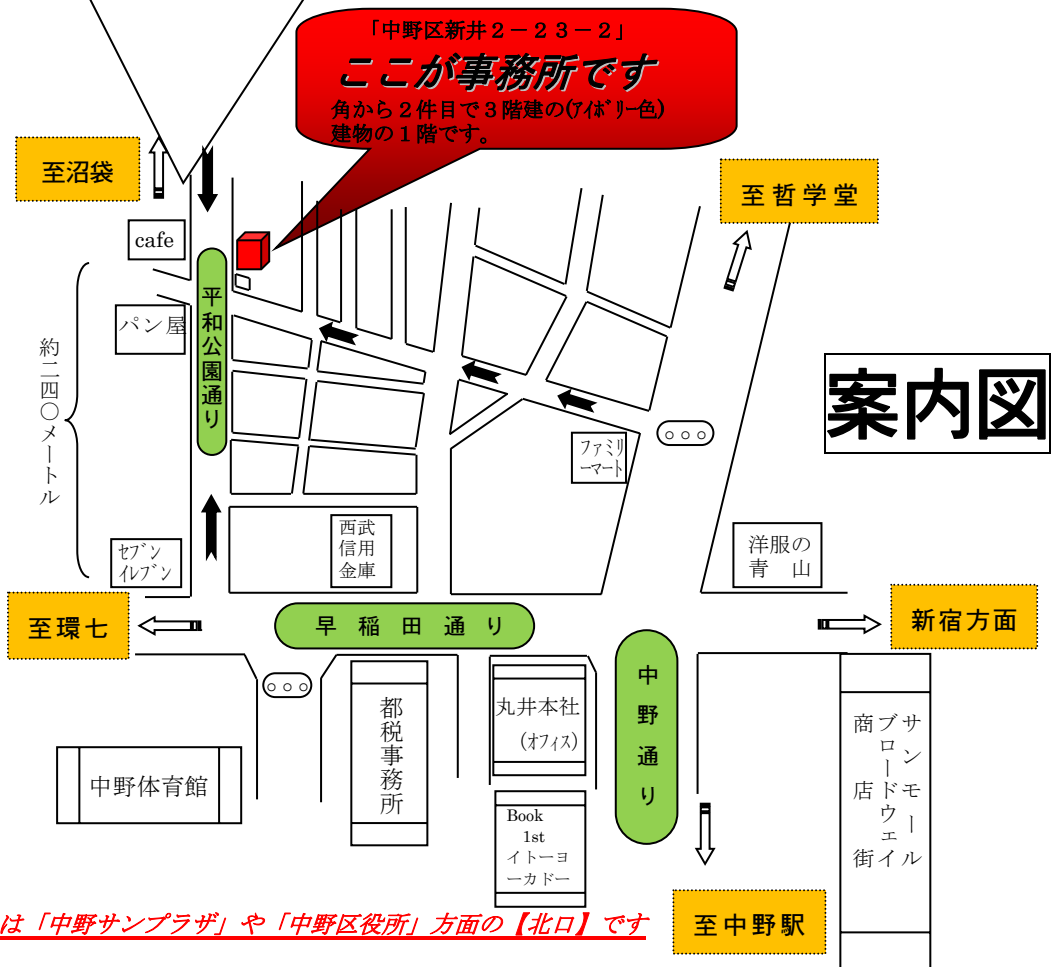 「中野区新井２－２３－２」
ここが事務所です
角から２件目で３階建の(ｱｲﾎﾞﾘｰ色)
建物の１階です。
至沼袋
至哲学堂
cafe
パン屋
平和公園通り
約二四〇メートル
案内図
ファミリ
ーマート
西武
信用
金庫
ｾﾌﾞﾝ
ｲﾚﾌﾞﾝ
洋服の
青　山
至環七
早稲田通り
新宿方面
中野通り
都税事務所
丸井本社
(ｵﾌｨｽ)
中野体育館
サンモール
ブロードウェイ
商店街
Book
1st
イトーヨ
ーカドー
は「中野サンプラザ」や「中野区役所」方面の【北口】です
至中野駅